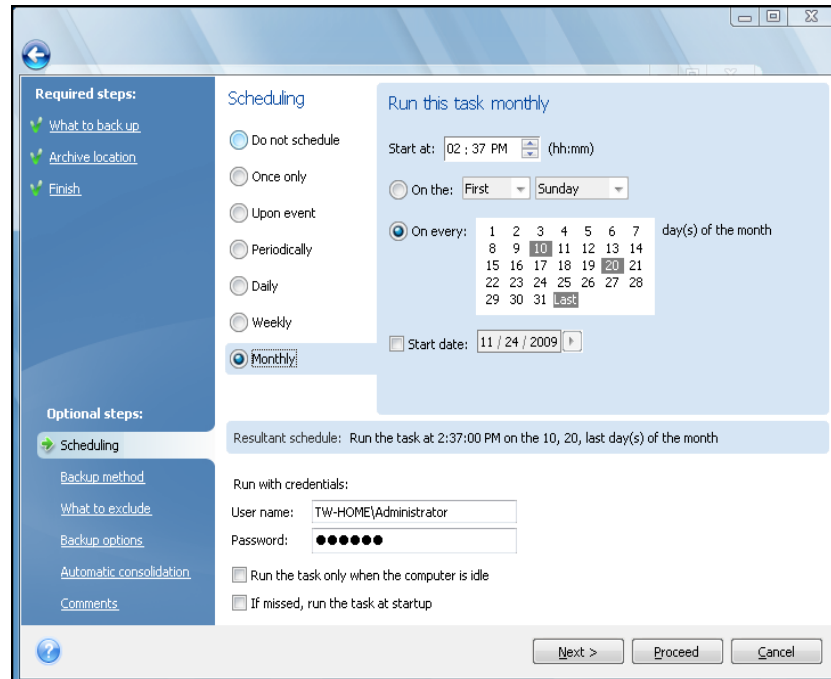 Required steps:
What to back up
Archive location
Finish
Optional steps:
Scheduling
Backup method
What to exclude
Backup options
Automatic consolidation
Comments
Scheduling
Do not schedule
Once only
Upon event
Periodically
Daily
Weekly
Monthly
Run this task monthly
Start at: 02 : 37 PM (hh:mm)
On the: First Sunday
On every: day(s) of the month
1 2 3 4 5 6 7
8 9 10 11 12 13 14
15 16 17 18 19 20 21
22 23 24 25 26 27 28
29 30 31 Last
Start date: 11 / 24 / 2009
Resultant schedule: Run the task at 2:37:00 PM on the 10, 20, last day(s) of the month
Run with credentials:
User name: TW-HOME\Administrator
Password: ●●●●●●
Run the task only when the computer is idle
If missed, run the task at startup
?
Next >
Proceed
Cancel